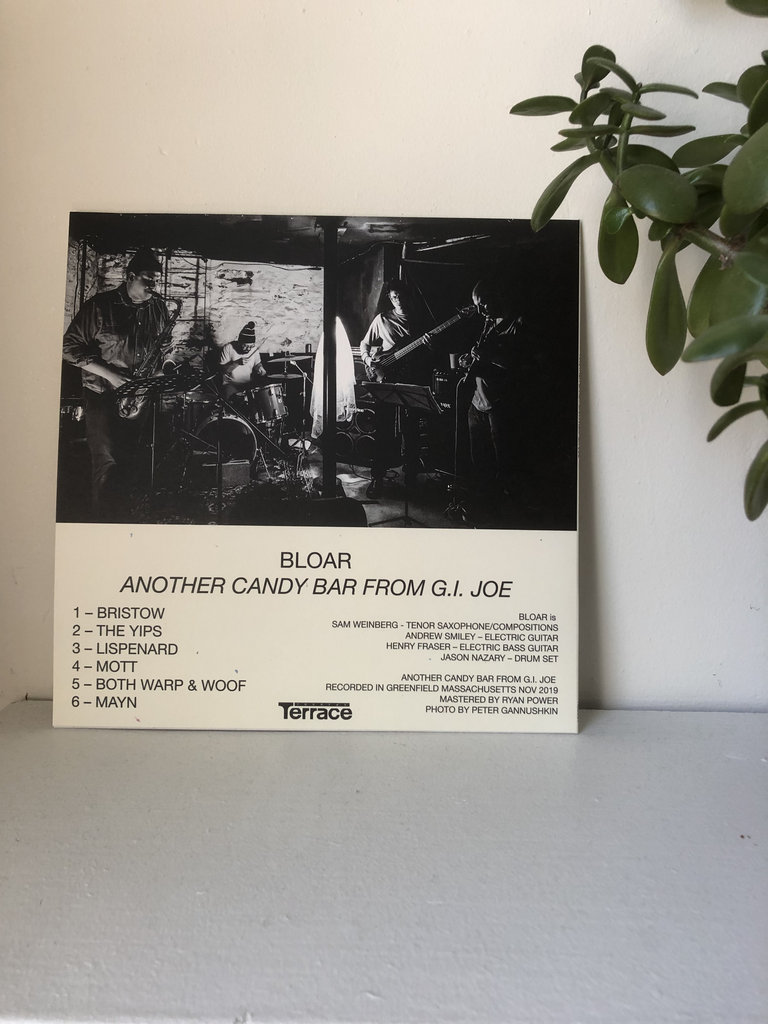 BLOAR
ANOTHER CANDY BAR FROM G.I. JOE
1 – BRISTOW
2 – THE YIPS
3 – LISPENARD
4 – MOTT
5 – BOTH WARP & WOOF
6 – MAYN
Terrace
BLOAR is
SAM WEINBERG - TENOR SAXOPHONE/COMPOSITIONS
ANDREW SMILEY – ELECTRIC GUITAR
HENRY FRASER – ELECTRIC BASS GUITAR
JASON NAZARY – DRUM SET
ANOTHER CANDY BAR FROM G.I. JOE
RECORDED IN GREENFIELD MASSACHUSETTS NOV 2019
MASTERED BY RYAN POWER
PHOTO BY PETER GANNUSHKIN